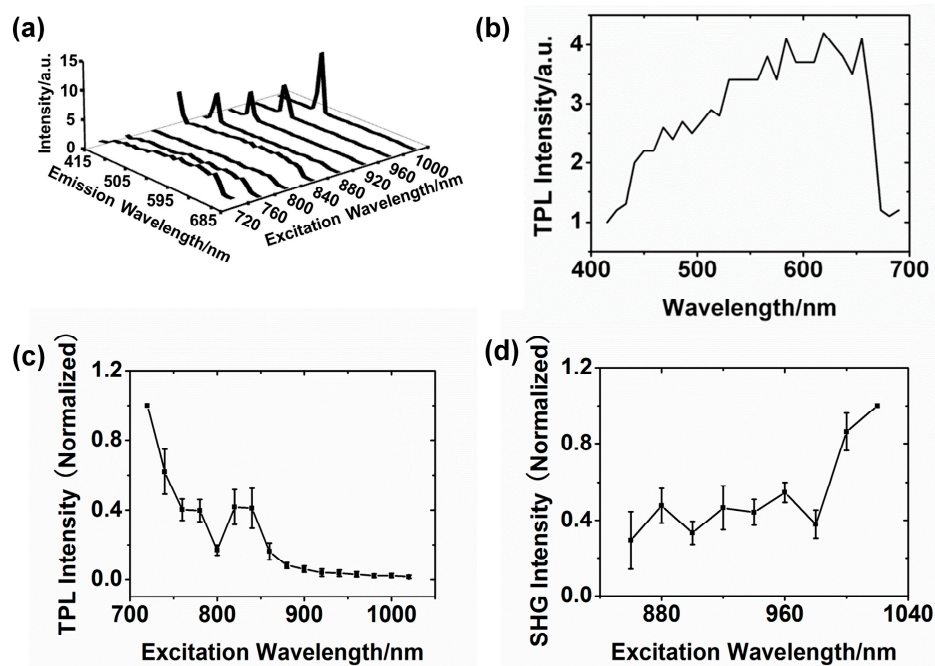 (a)
15
10
5
0
Intensity/a.u.
415
505
595
685
Emission Wavelength/nm
720
760
800
840
880
920
960
1000
Excitation Wavelength/nm
(b)
4
3
2
1
TPL Intensity/a.u.
400 500 600 700
Wavelength/nm
(c)
1.2
0.8
0.4
0.0
TPL Intensity (Normalized)
700 800 900 1000
Excitation Wavelength/nm
(d)
1.2
0.8
0.4
0.0
SHG Intensity (Normalized)
880 960 1040
Excitation Wavelength/nm